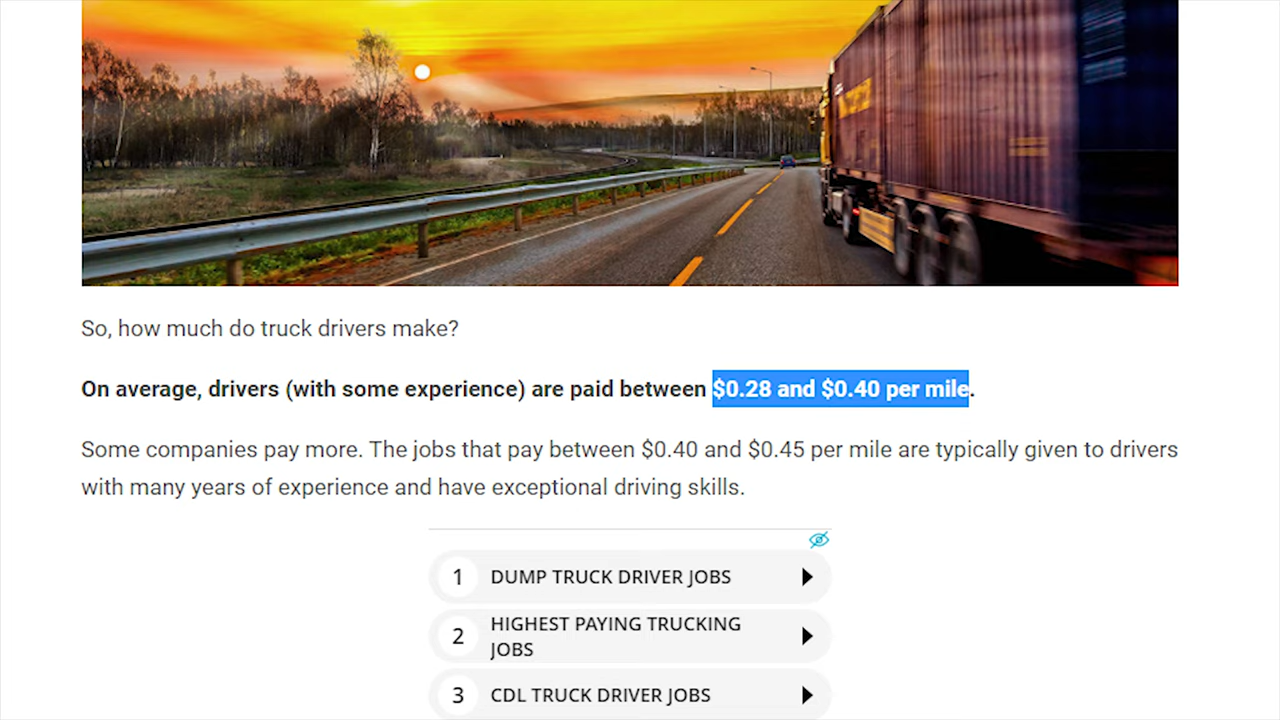 So, how much do truck drivers make?
On average, drivers (with some experience) are paid between $0.28 and $0.40 per mile.
Some companies pay more. The jobs that pay between $0.40 and $0.45 per mile are typically given to drivers
with many years of experience and have exceptional driving skills.
1 DUMP TRUCK DRIVER JOBS
2 HIGHEST PAYING TRUCKING
JOBS
3 CDL TRUCK DRIVER JOBS